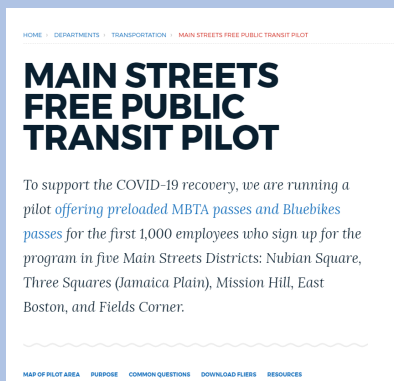 HOME › DEPARTMENTS › TRANSPORTATION › MAIN STREETS FREE PUBLIC TRANSIT PILOT
MAIN STREETS
FREE PUBLIC
TRANSIT PILOT
To support the COVID-19 recovery, we are running a
pilot offering preloaded MBTA passes and Bluebikes
passes for the first 1,000 employees who sign up for the
program in five Main Streets Districts: Nubian Square,
Three Squares (Jamaica Plain), Mission Hill, East
Boston, and Fields Corner.
MAP OF PILOT AREA PURPOSE COMMON QUESTIONS DOWNLOAD FLIERS RESOURCES